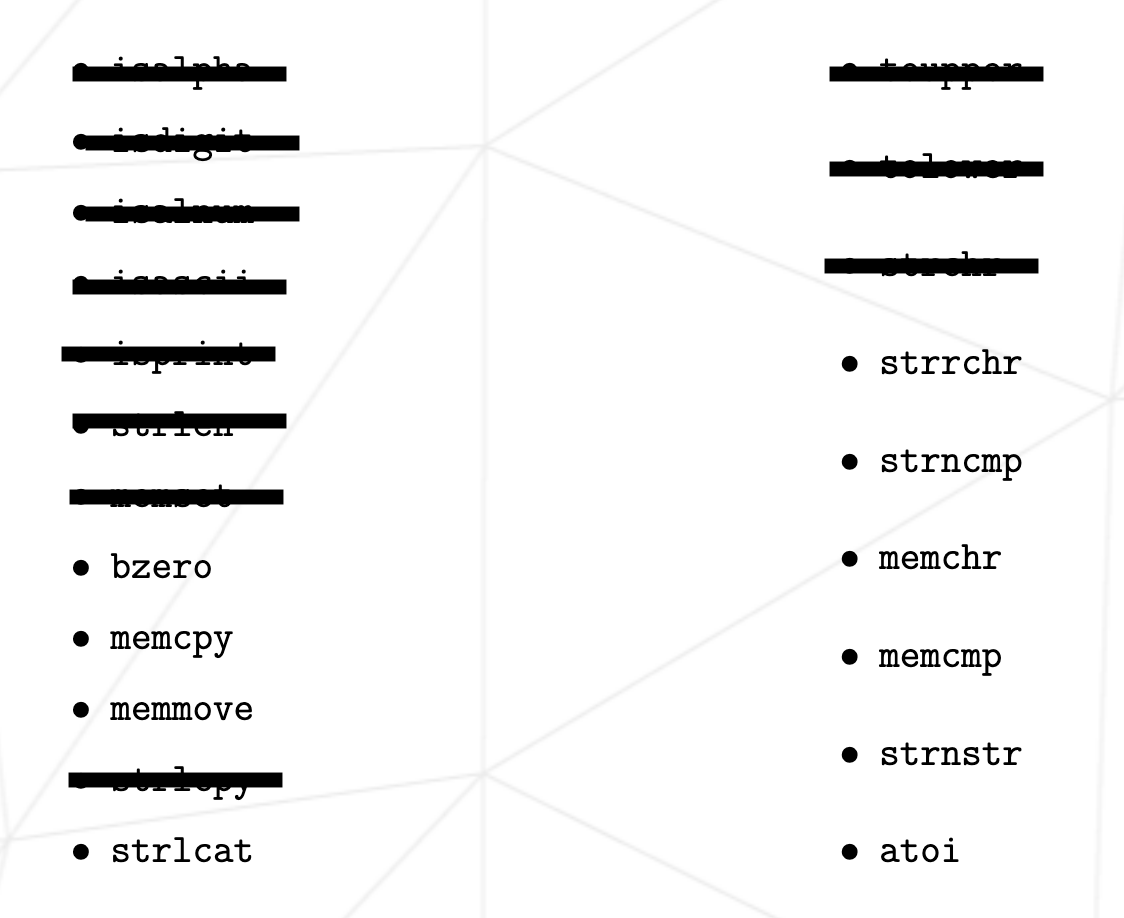 • isalpha
• isdigit
• isalnum
• isascii
• isprint
• strlen
• memset
• bzero
• memcpy
• memmove
• strlcpy
• strlcat
• toupper
• tolower
• strchr
• strrchr
• strncmp
• memchr
• memcmp
• strnstr
• atoi